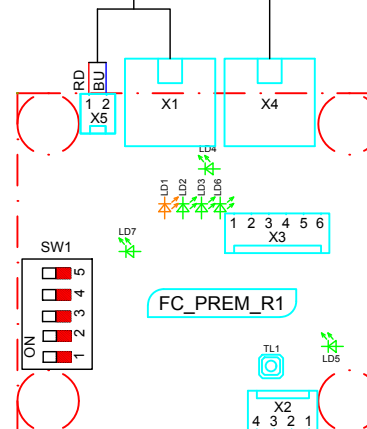 RD
BU
1 2
X5
X1
X4
LD4
LD1
LD2
LD3
LD6
1 2 3 4 5 6
X3
LD7
SW1
5
4
3
2
1
ON
FC_PREM_R1
TL1
LD5
X2
4 3 2 1